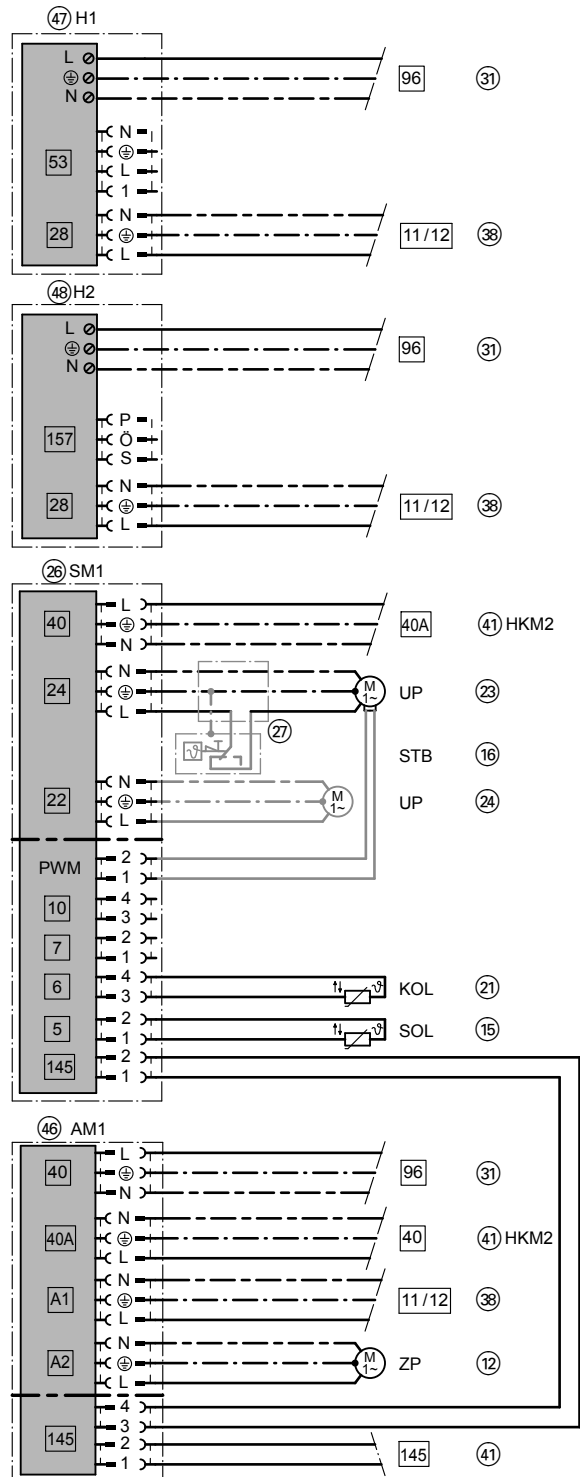 47 H1
L
96 31
N
N
53
L
1
N
28 11/12 38
L
48 H2
L
96 31
N
P
157 Ö
S
N
28 11/12 38
L
26 SM1
L
40 40A 41 HKM2
N
N
24 M 1~ UP 23
L
27
STB 16
N
22 M 1~ UP 24
L
2
PWM
1
4
10
3
2
7
1
4
6 KOL 21
3
2
5 SOL 15
1
2
145
1
46 AM1
L
40 96 31
N
N
40A 40 41 HKM2
L
N
A1 11/12 38
L
N
A2 M 1~ ZP 12
L
4
3
145 2
1 145 41